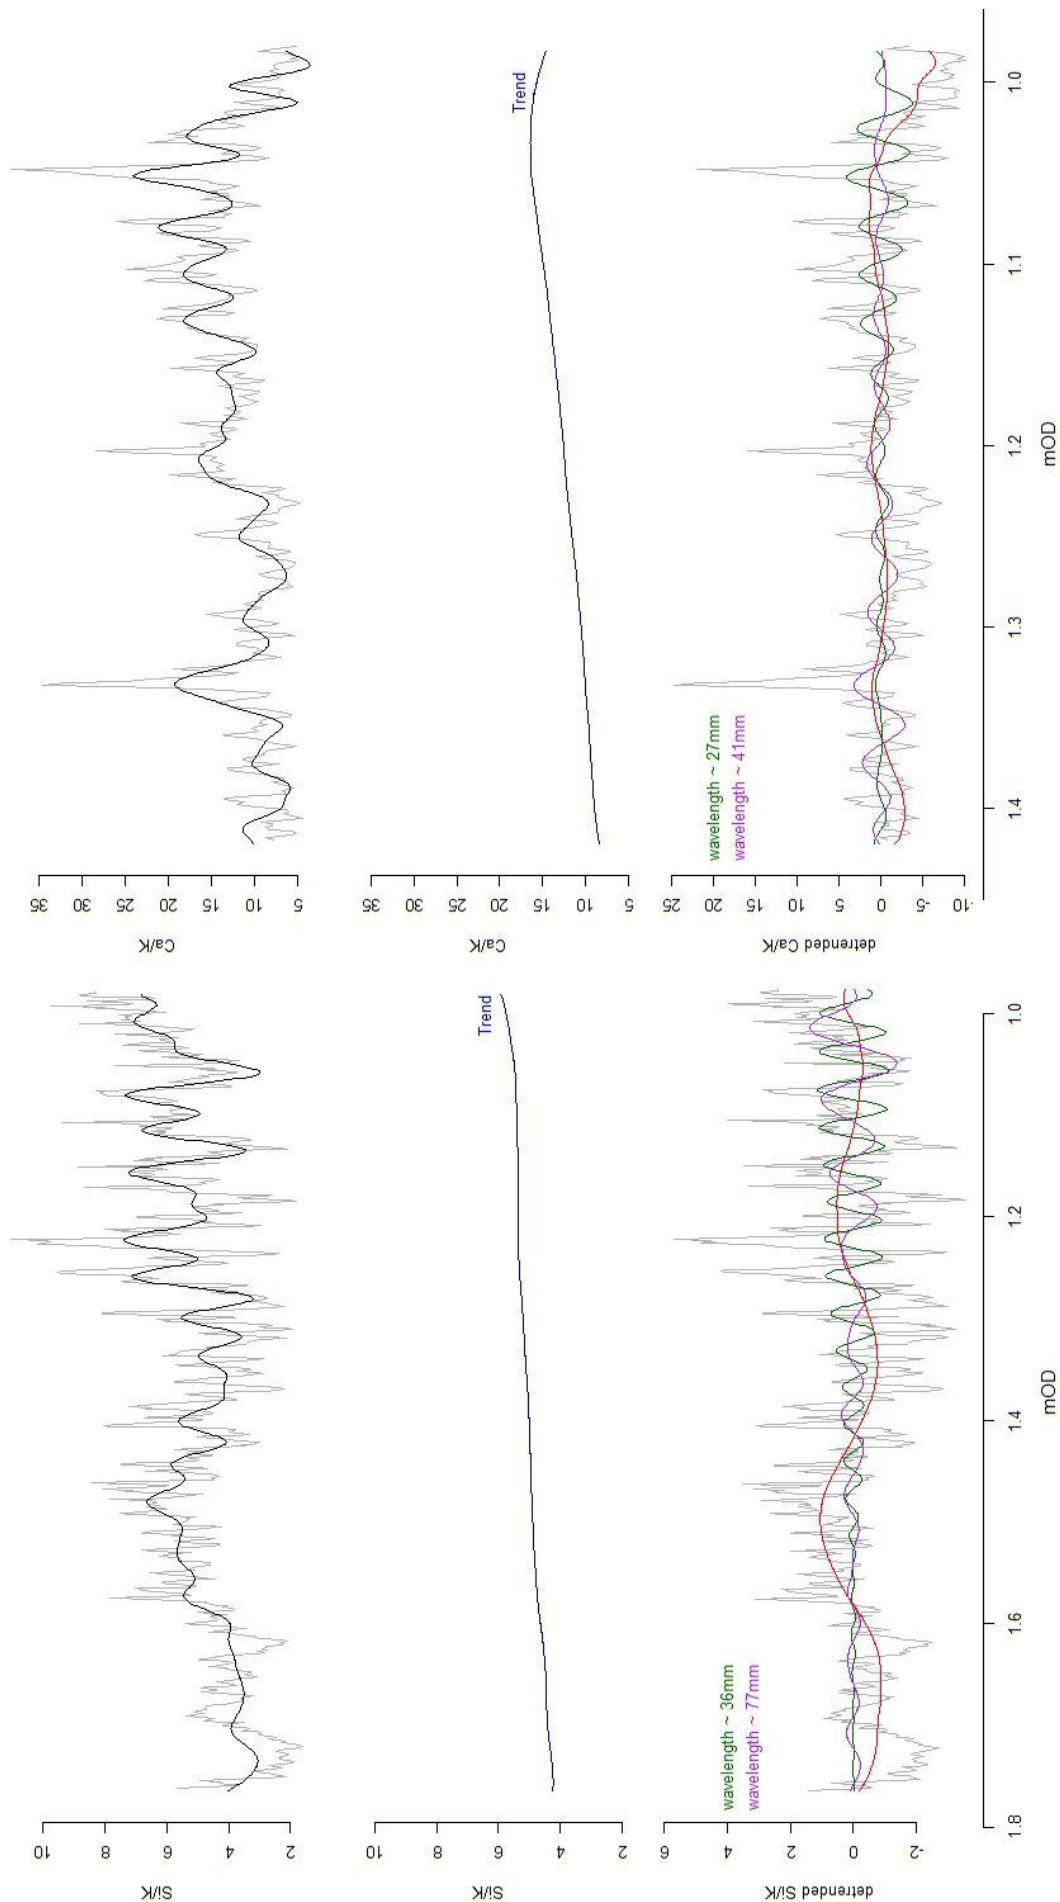 Si/K
10
8
6
4
2
Si/K
10
8
6
4
2
Trend
detrended Si/K
6
4
2
0
-2
wavelength ~ 36mm
wavelength ~ 77mm
1.8 1.6 1.4 1.2 1.0
mOD
Ca/K
35
30
25
20
15
10
5
Ca/K
35
30
25
20
15
10
5
Trend
detrended Ca/K
25
20
15
10
5
0
-5
-10
wavelength ~ 27mm
wavelength ~ 41mm
1.4 1.3 1.2 1.1 1.0
mOD